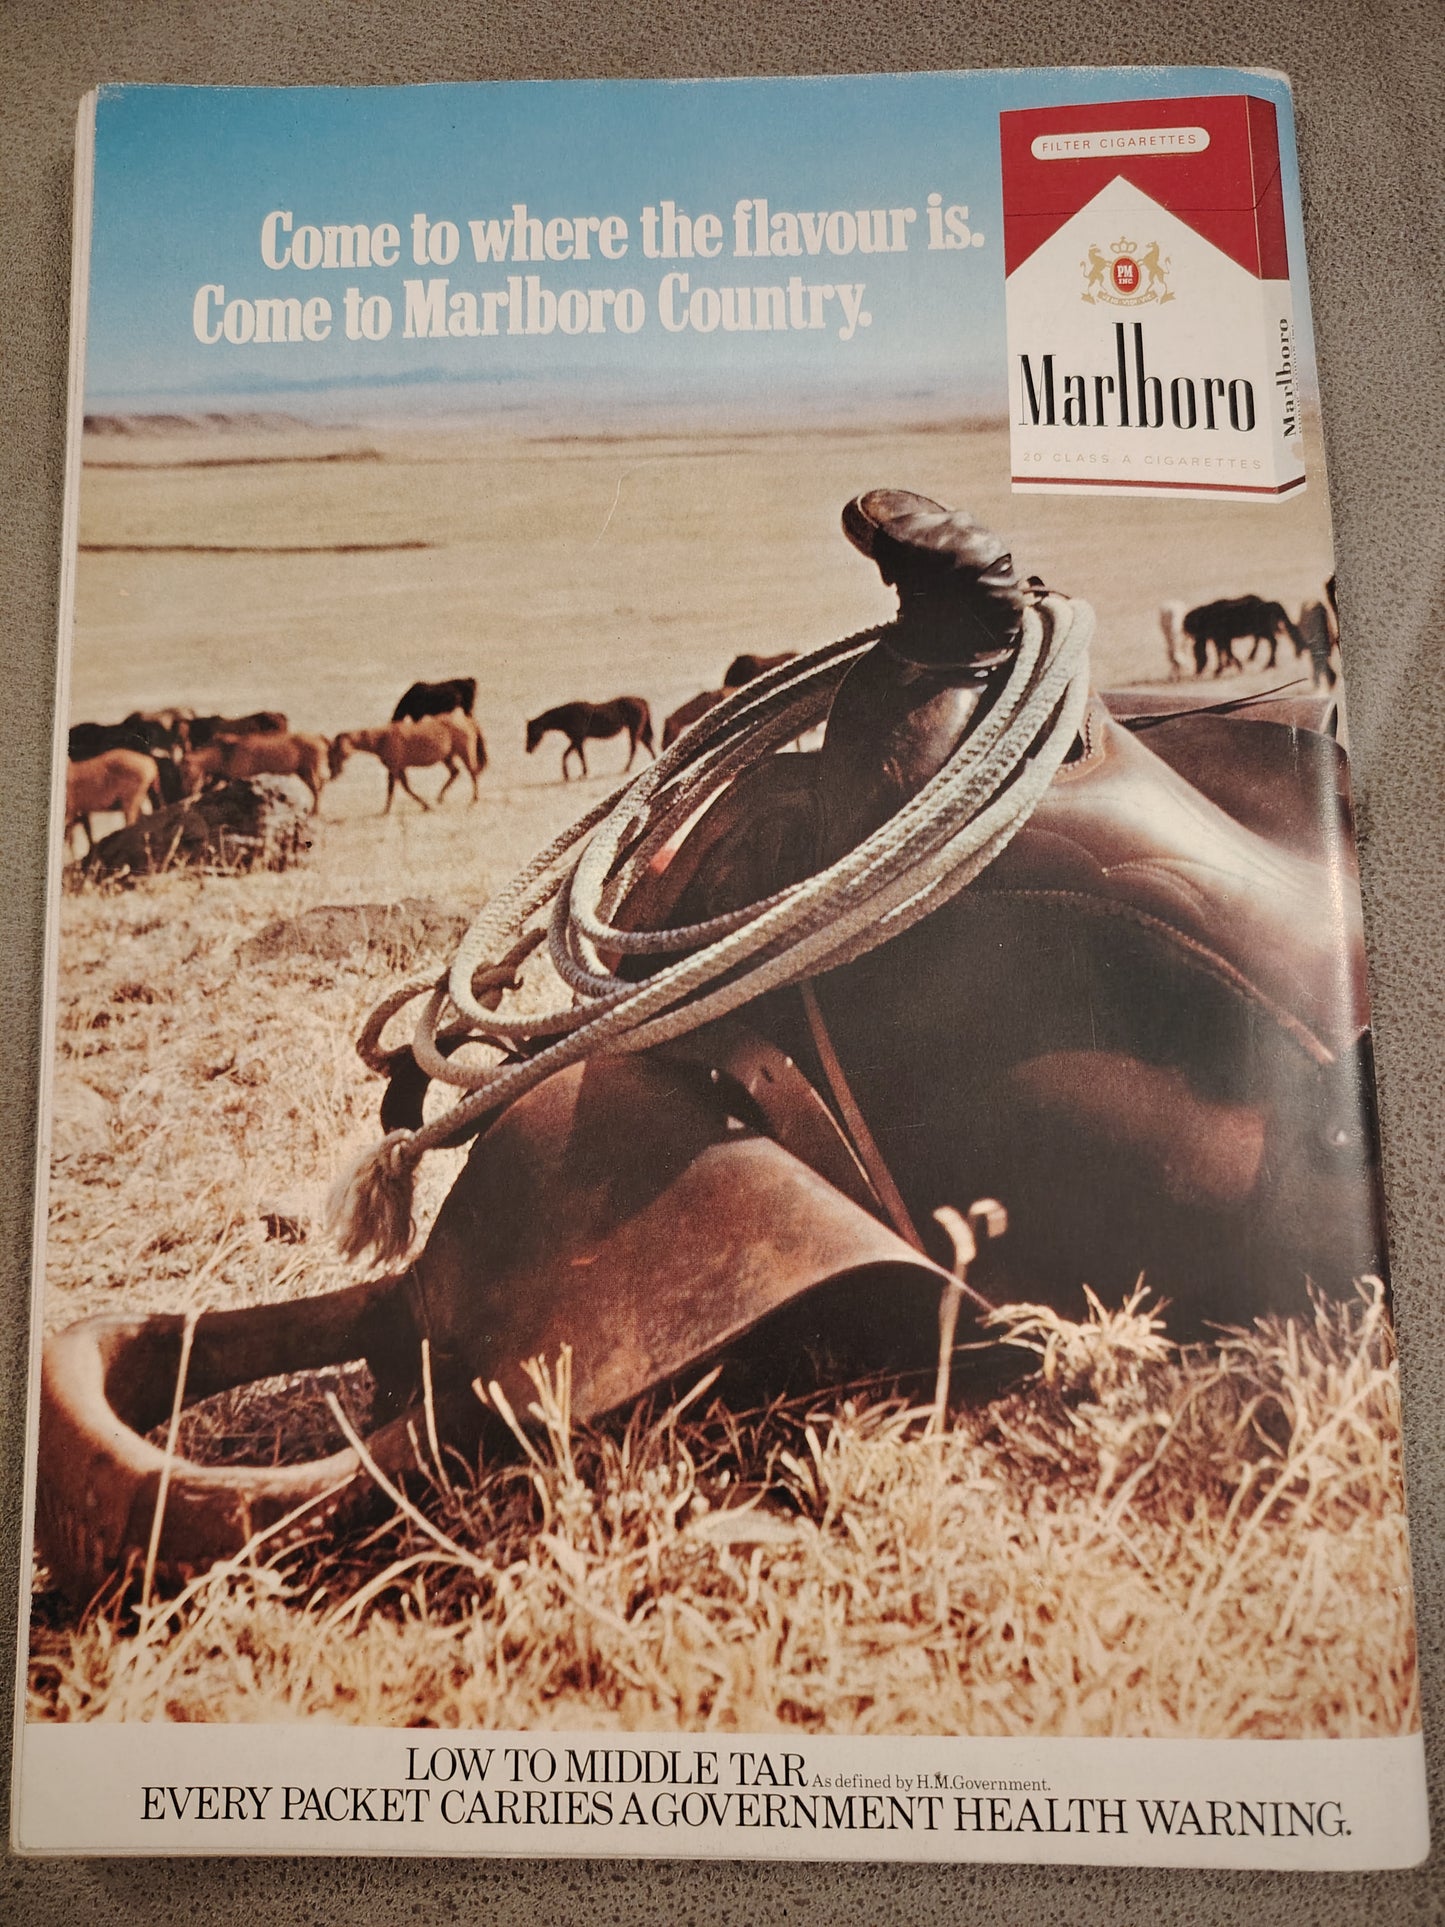 Come to where the flavour is.
Come to Marlboro Country.
FILTER CIGARETTES
PM
INC
Marlboro
20 CLASS A CIGARETTES
Marlboro
LOW TO MIDDLE TAR As defined by H.M.Government.
EVERY PACKET CARRIES A GOVERNMENT HEALTH WARNING.